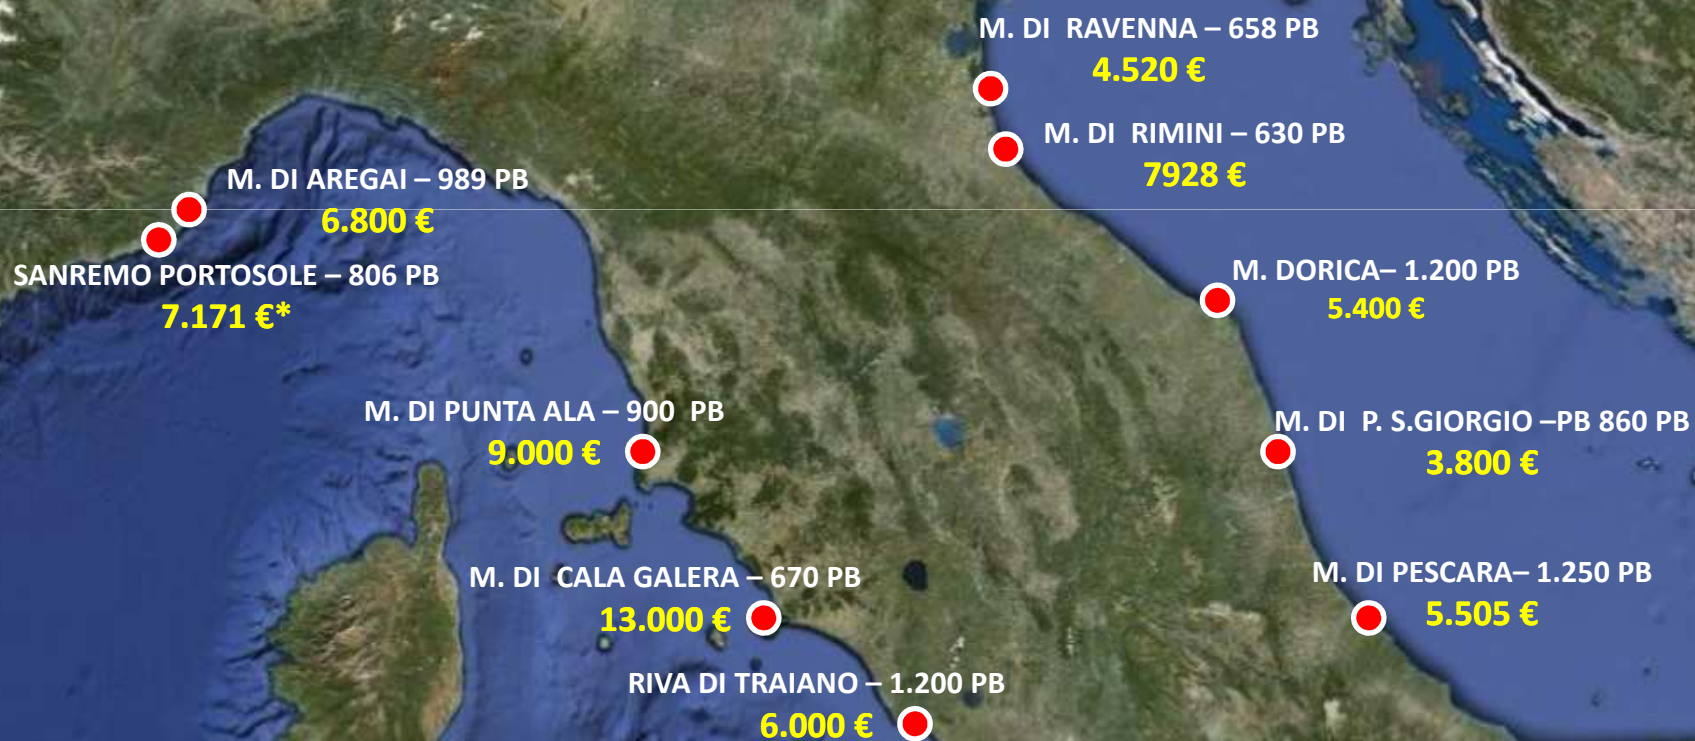 M. DI  RAVENNA – 658 PB
4.520 €
M. DI  RIMINI – 630 PB
7928 €
M. DI AREGAI – 989 PB
6.800 €
SANREMO PORTOSOLE – 806 PB
7.171 €*
M. DORICA– 1.200 PB
5.400 €
M. DI PUNTA ALA – 900  PB
9.000 €
M. DI  P. S.GIORGIO –PB 860 PB
3.800 €
M. DI  CALA GALERA – 670 PB
13.000 €
M. DI PESCARA– 1.250 PB
5.505 €
RIVA DI TRAIANO – 1.200 PB
6.000 €